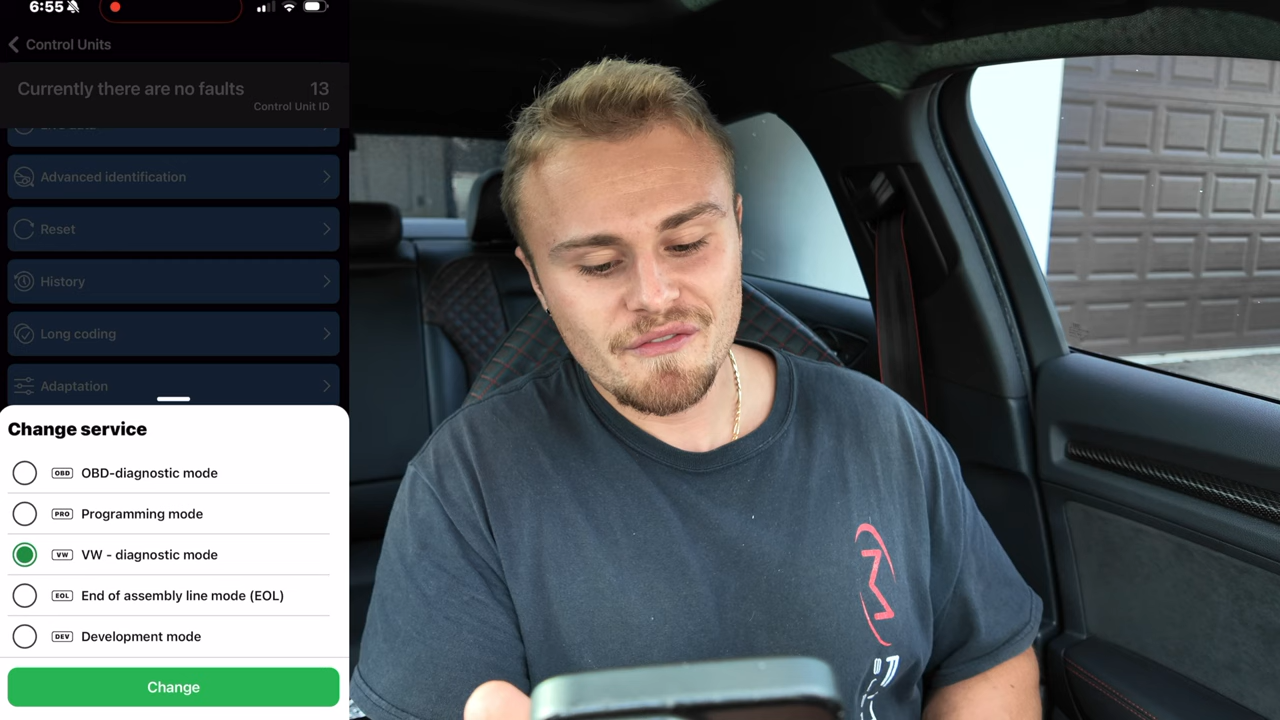 6:55
Control Units
Currently there are no faults
13
Control Unit ID
Advanced identification
Reset
History
Long coding
Adaptation
Change service
OBD OBD-diagnostic mode
PRO Programming mode
VW VW - diagnostic mode
EOL End of assembly line mode (EOL)
DEV Development mode
Change